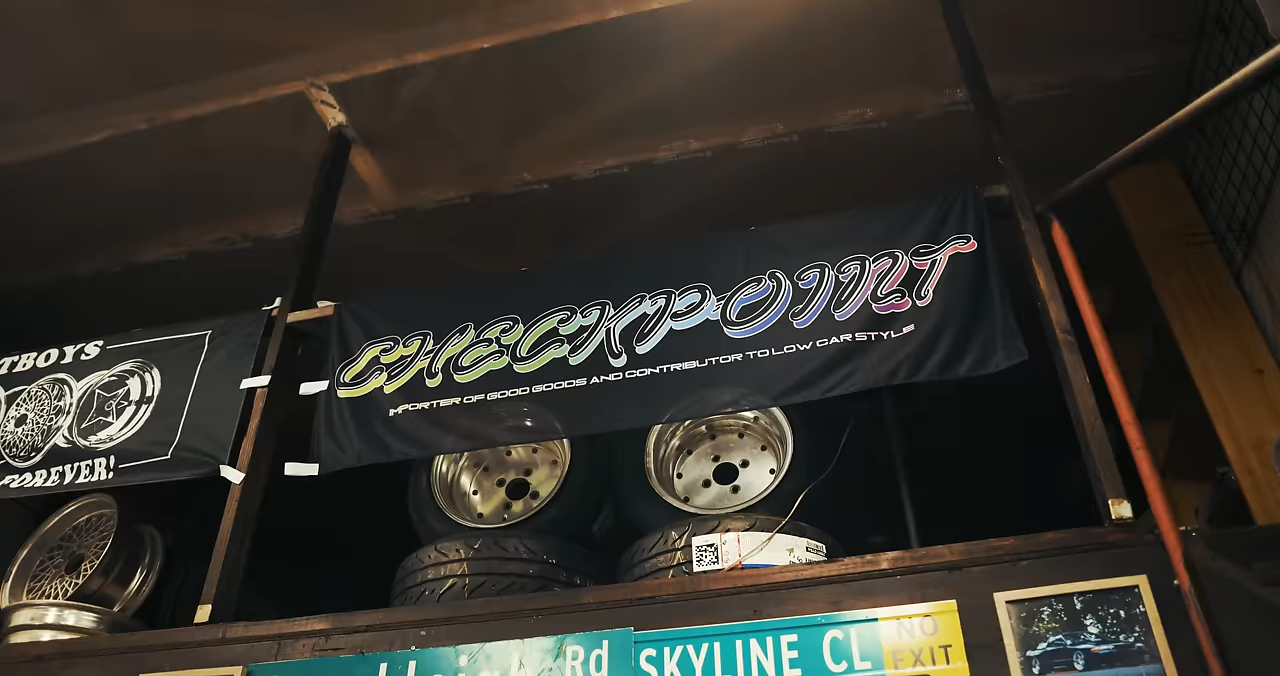 CHECKPOINT
IMPORTER OF GOOD GOODS AND CONTRIBUTOR TO LOW CAR STYLE
TBOYS
FOREVER!
Rd
SKYLINE CL
NO
EXIT